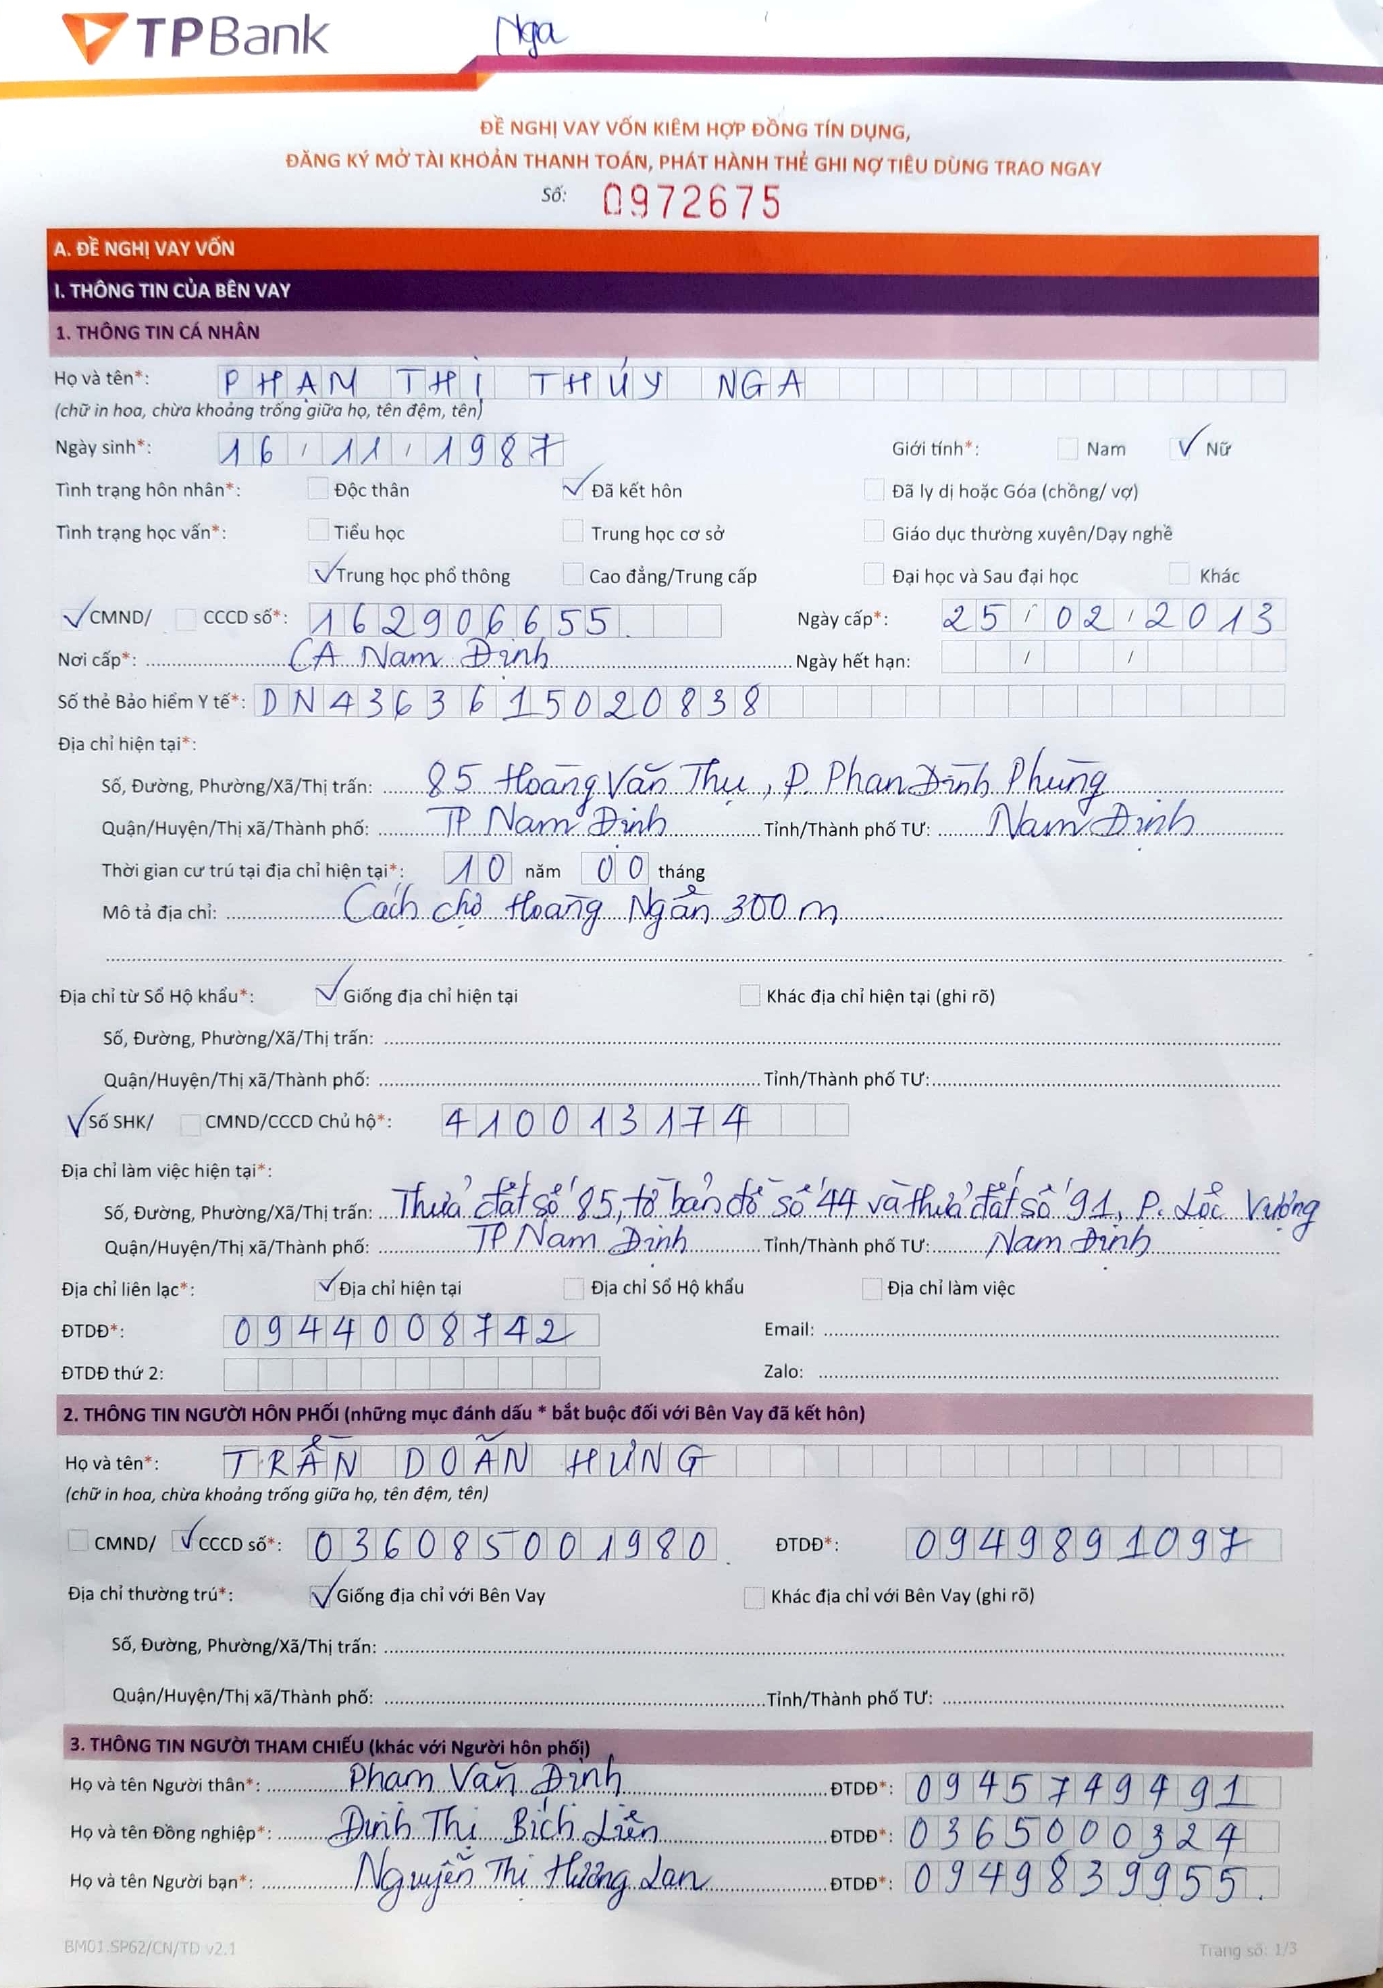 TPBank
Nga
ĐỀ NGHỊ VAY VỐN KIÊM HỢP ĐỒNG TÍN DỤNG,
ĐĂNG KÝ MỞ TÀI KHOẢN THANH TOÁN, PHÁT HÀNH THẺ GHI NỢ TIÊU DÙNG TRAO NGAY
Số: 0972675
A. ĐỀ NGHỊ VAY VỐN
I. THÔNG TIN CỦA BÊN VAY
1. THÔNG TIN CÁ NHÂN
Họ và tên*: PHẠM THỊ THÚY NGA
(chữ in hoa, chừa khoảng trống giữa họ, tên đệm, tên)
Ngày sinh*: 16/11/1987 Giới tính*: Nam ✓ Nữ
Tình trạng hôn nhân*: Độc thân ✓ Đã kết hôn Đã ly dị hoặc Góa (chồng/ vợ)
Tình trạng học vấn*: Tiểu học Trung học cơ sở Giáo dục thường xuyên/Dạy nghề
✓ Trung học phổ thông Cao đẳng/Trung cấp Đại học và Sau đại học Khác
✓ CMND/ CCCD số*: 162906655 Ngày cấp*: 25/02/2013
Nơi cấp*: CA Nam Định Ngày hết hạn: / /
Số thẻ Bảo hiểm Y tế*: DN4363615020838
Địa chỉ hiện tại*:
Số, Đường, Phường/Xã/Thị trấn: 85 Hoàng Văn Thụ, P. Phan Đình Phùng
Quận/Huyện/Thị xã/Thành phố: TP Nam Định Tỉnh/Thành phố TƯ: Nam Định
Thời gian cư trú tại địa chỉ hiện tại*: 10 năm 00 tháng
Mô tả địa chỉ: Cách chợ Hoàng Ngân 300 m
Địa chỉ từ Sổ Hộ khẩu*: ✓ Giống địa chỉ hiện tại Khác địa chỉ hiện tại (ghi rõ)
Số, Đường, Phường/Xã/Thị trấn:
Quận/Huyện/Thị xã/Thành phố: Tỉnh/Thành phố TƯ:
✓ Số SHK/ CMND/CCCD Chủ hộ*: 410013174
Địa chỉ làm việc hiện tại*:
Số, Đường, Phường/Xã/Thị trấn: Thửa đất số 85, tờ bản đồ số 44 và thửa đất số 91, P. Lộc Vượng
Quận/Huyện/Thị xã/Thành phố: TP Nam Định Tỉnh/Thành phố TƯ: Nam Định
Địa chỉ liên lạc*: ✓ Địa chỉ hiện tại Địa chỉ Sổ Hộ khẩu Địa chỉ làm việc
ĐTDĐ*: 0944008742 Email:
ĐTDĐ thứ 2: Zalo:
2. THÔNG TIN NGƯỜI HÔN PHỐI (những mục đánh dấu * bắt buộc đối với Bên Vay đã kết hôn)
Họ và tên*: TRẦN DOÃN HƯNG
(chữ in hoa, chừa khoảng trống giữa họ, tên đệm, tên)
CMND/ ✓ CCCD số*: 036085001980 ĐTDĐ*: 0949891097
Địa chỉ thường trú*: ✓ Giống địa chỉ với Bên Vay Khác địa chỉ với Bên Vay (ghi rõ)
Số, Đường, Phường/Xã/Thị trấn:
Quận/Huyện/Thị xã/Thành phố: Tỉnh/Thành phố TƯ:
3. THÔNG TIN NGƯỜI THAM CHIẾU (khác với Người hôn phối)
Họ và tên Người thân*: Phạm Văn Định ĐTDĐ*: 0945749491
Họ và tên Đồng nghiệp*: Đinh Thị Bích Liên ĐTDĐ*: 0365000324
Họ và tên Người bạn*: Nguyễn Thị Hương Lan ĐTDĐ*: 0949839955
BM01.SP62/CN/TD v2.1 Trang số: 1/3